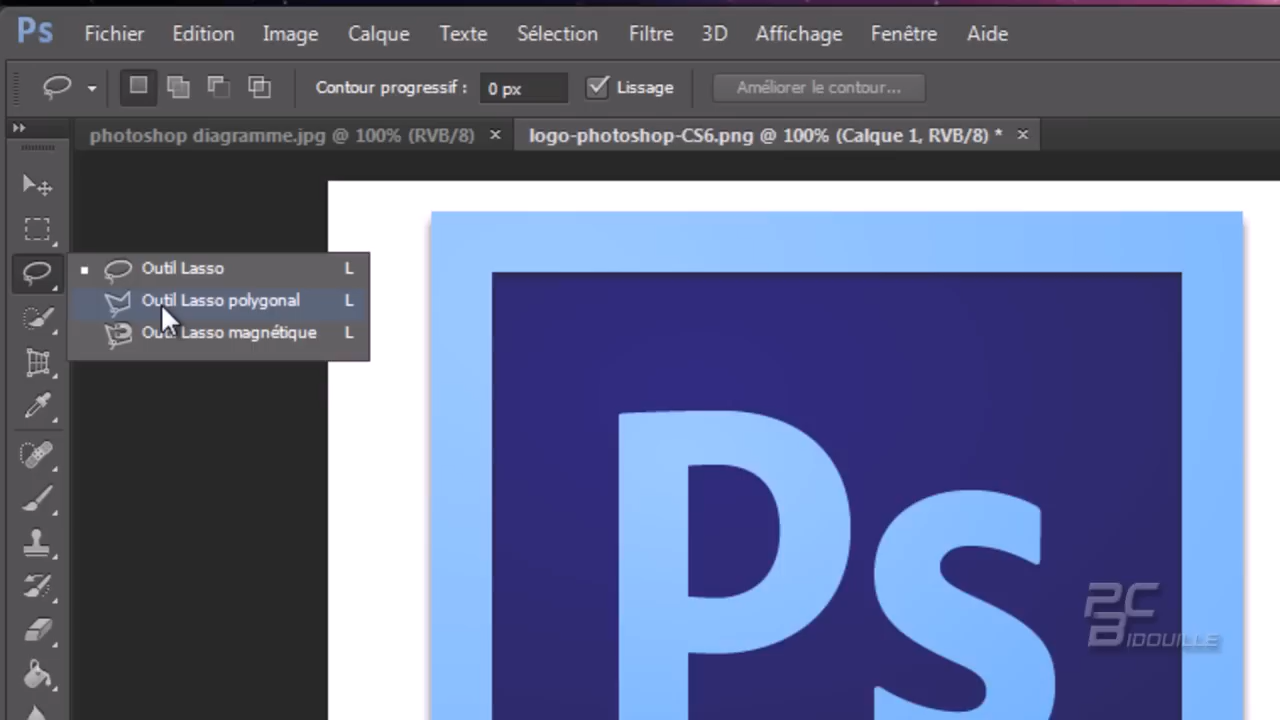 Ps Fichier Edition Image Calque Texte Sélection Filtre 3D Affichage Fenêtre Aide
Contour progressif : 0 px Lissage Améliorer le contour...
photoshop diagramme.jpg @ 100% (RVB/8) × logo-photoshop-CS6.png @ 100% (Calque 1, RVB/8) * ×
Outil Lasso L
Outil Lasso polygonal L
Outil Lasso magnétique L
Ps
PC
BIDOUILLE